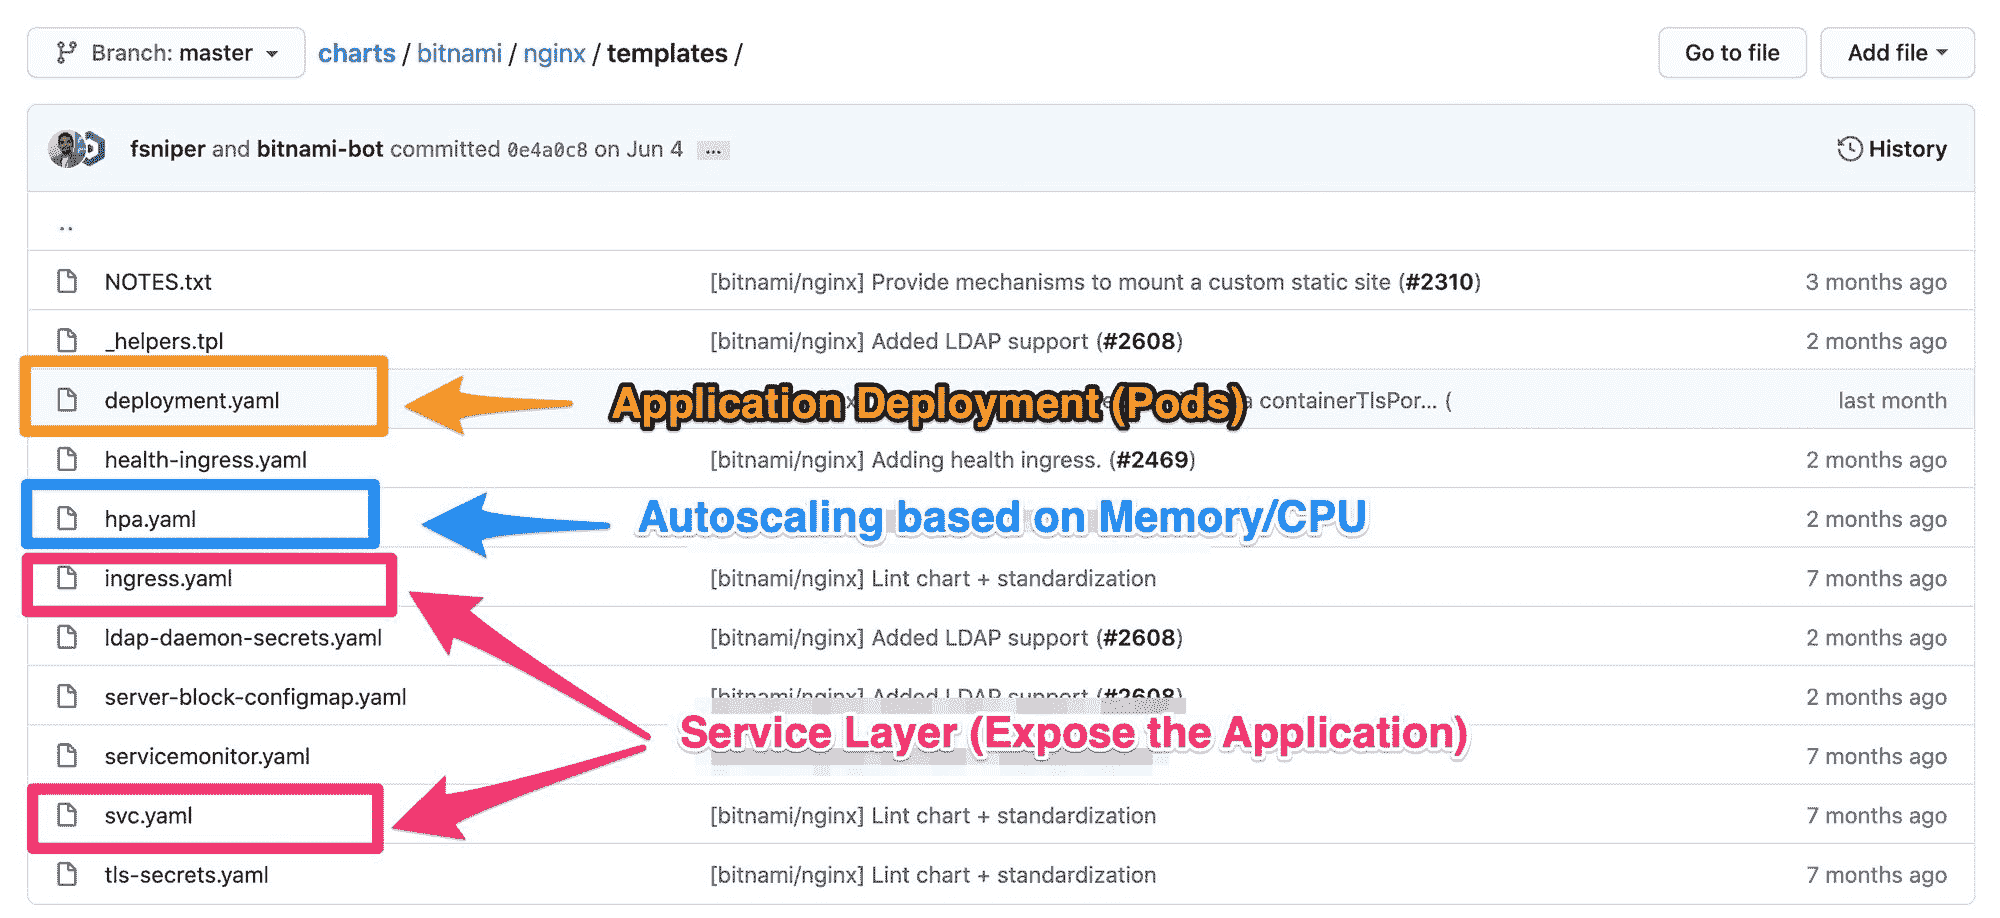 Branch: master charts / bitnami / nginx / templates / Go to file Add file
fsniper and bitnami-bot committed 0e4a0c8 on Jun 4 ... History
..
NOTES.txt [bitnami/nginx] Provide mechanisms to mount a custom static site (#2310) 3 months ago
_helpers.tpl [bitnami/nginx] Added LDAP support (#2608) 2 months ago
deployment.yaml Application Deployment (Pods) containerTlsPor... ( last month
health-ingress.yaml [bitnami/nginx] Adding health ingress. (#2469) 2 months ago
hpa.yaml Autoscaling based on Memory/CPU 2 months ago
ingress.yaml [bitnami/nginx] Lint chart + standardization 7 months ago
ldap-daemon-secrets.yaml [bitnami/nginx] Added LDAP support (#2608) 2 months ago
server-block-configmap.yaml [bitnami/nginx] Added LDAP support (#2608) 2 months ago
Service Layer (Expose the Application)
servicemonitor.yaml 7 months ago
svc.yaml [bitnami/nginx] Lint chart + standardization 7 months ago
tls-secrets.yaml [bitnami/nginx] Lint chart + standardization 7 months ago